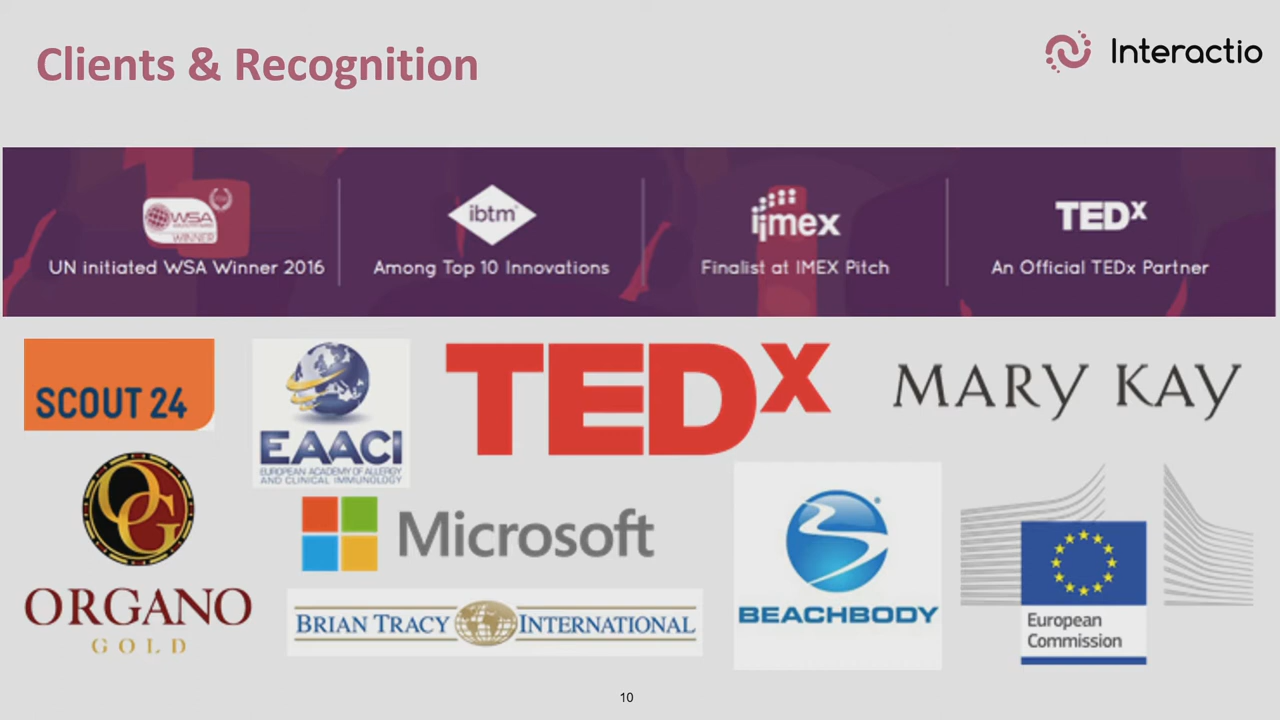 Clients & Recognition
Interactio
WSA
WINNER
UN initiated WSA Winner 2016
ibtm
Among Top 10 Innovations
imex
Finalist at IMEX Pitch
TEDx
An Official TEDx Partner
SCOUT 24
EAACI
EUROPEAN ACADEMY OF ALLERGY
AND CLINICAL IMMUNOLOGY
TEDx
MARY KAY
OG
ORGANO
GOLD
Microsoft
BRIAN TRACY INTERNATIONAL
BEACHBODY
European
Commission
10